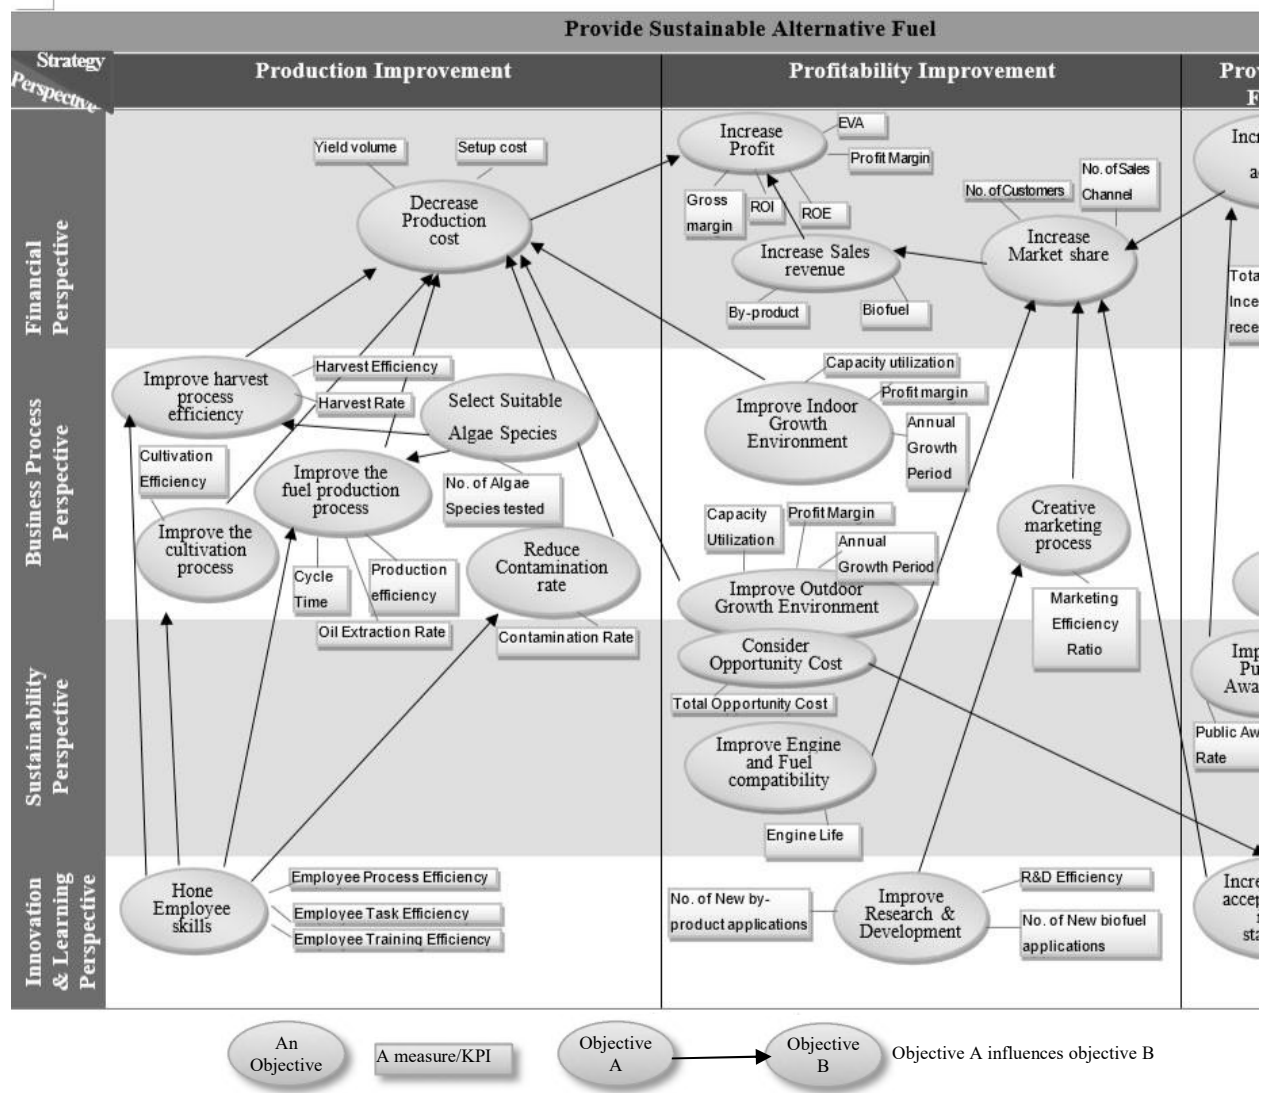 Provide Sustainable Alternative Fuel
Strategy
Perspective
Production Improvement
Profitability Improvement
Financial
Perspective
Yield volume
Setup cost
Decrease
Production
cost
Increase
Profit
EVA
Profit Margin
Gross
margin
ROI
ROE
Increase Sales
revenue
By-product
Biofuel
No. of Customers
No. of Sales
Channel
Increase
Market share
Business Process
Perspective
Improve harvest
process
efficiency
Harvest Efficiency
Harvest Rate
Select Suitable
Algae Species
No. of Algae
Species tested
Cultivation
Efficiency
Improve the
cultivation
process
Improve the
fuel production
process
Cycle
Time
Production
efficiency
Oil Extraction Rate
Reduce
Contamination
rate
Contamination Rate
Capacity utilization
Profit margin
Improve Indoor
Growth
Environment
Annual
Growth
Period
Capacity
Utilization
Profit Margin
Annual
Growth Period
Improve Outdoor
Growth Environment
Creative
marketing
process
Marketing
Efficiency
Ratio
Sustainability
Perspective
Consider
Opportunity Cost
Total Opportunity Cost
Improve Engine
and Fuel
compatibility
Engine Life
Public Aw
Rate
Innovation
& Learning
Perspective
Hone
Employee
skills
Employee Process Efficiency
Employee Task Efficiency
Employee Training Efficiency
No. of New by-
product applications
Improve
Research &
Development
R&D Efficiency
No. of New biofuel
applications
An
Objective
A measure/KPI
Objective
A
Objective
B
Objective A influences objective B